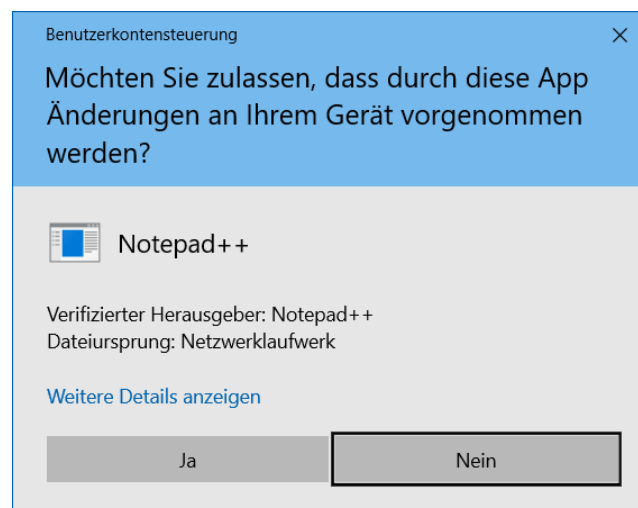 Benutzerkontensteuerung
Möchten Sie zulassen, dass durch diese App
Änderungen an Ihrem Gerät vorgenommen
werden?
Notepad++
Verifizierter Herausgeber: Notepad++
Dateiursprung: Netzwerklaufwerk
Weitere Details anzeigen
Ja
Nein